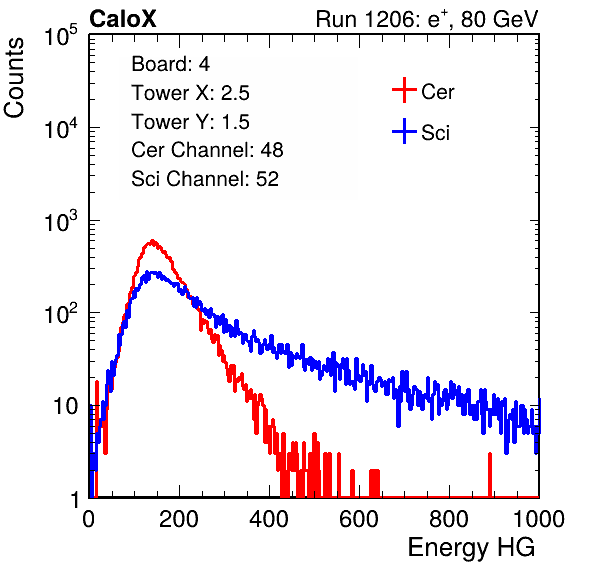 CaloX Run 1206: e⁺, 80 GeV
Counts
Board: 4
Tower X: 2.5
Tower Y: 1.5
Cer Channel: 48
Sci Channel: 52
Cer
Sci
10⁵
10⁴
10³
10²
10
1
0 200 400 600 800 1000
Energy HG